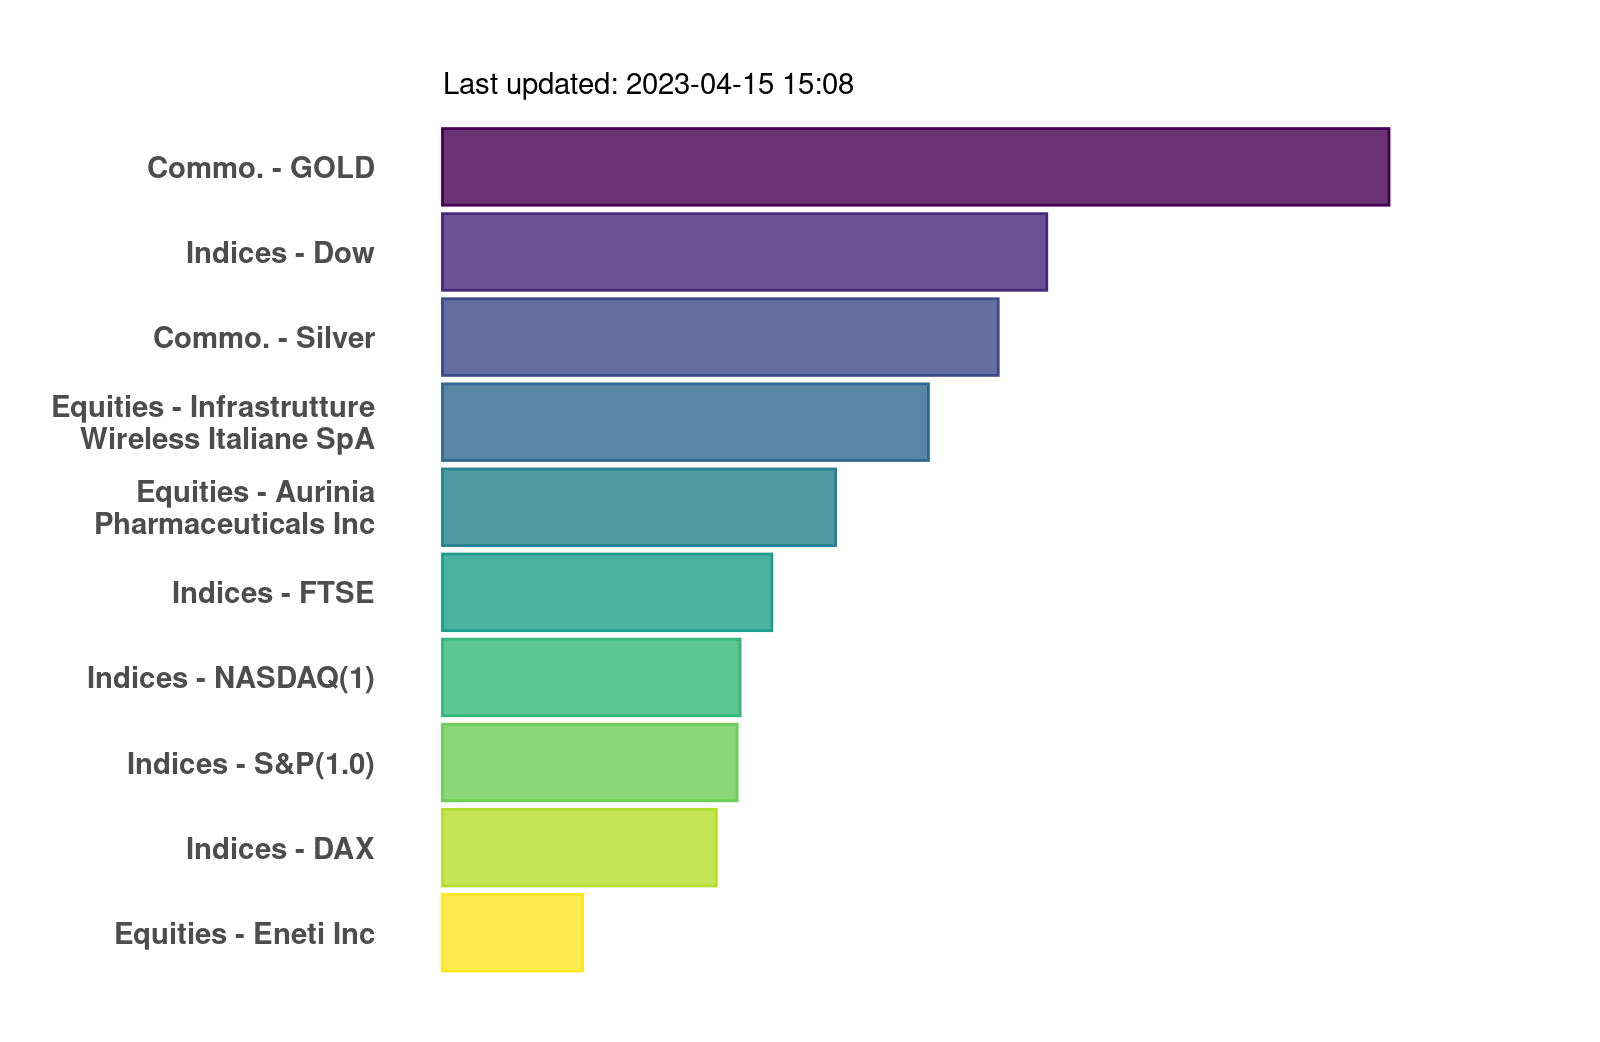 Last updated: 2023-04-15 15:08
Commo. - GOLD
Indices - Dow
Commo. - Silver
Equities - Infrastrutture
Wireless Italiane SpA
Equities - Aurinia
Pharmaceuticals Inc
Indices - FTSE
Indices - NASDAQ(1)
Indices - S&P(1.0)
Indices - DAX
Equities - Eneti Inc